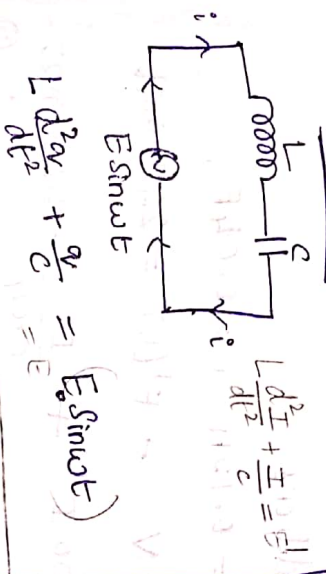 i
L
C
E sinωt
i
L d²I/dt² + I/C = E'
L d²q/dt² + q/C = (E₀ sinωt)
= E